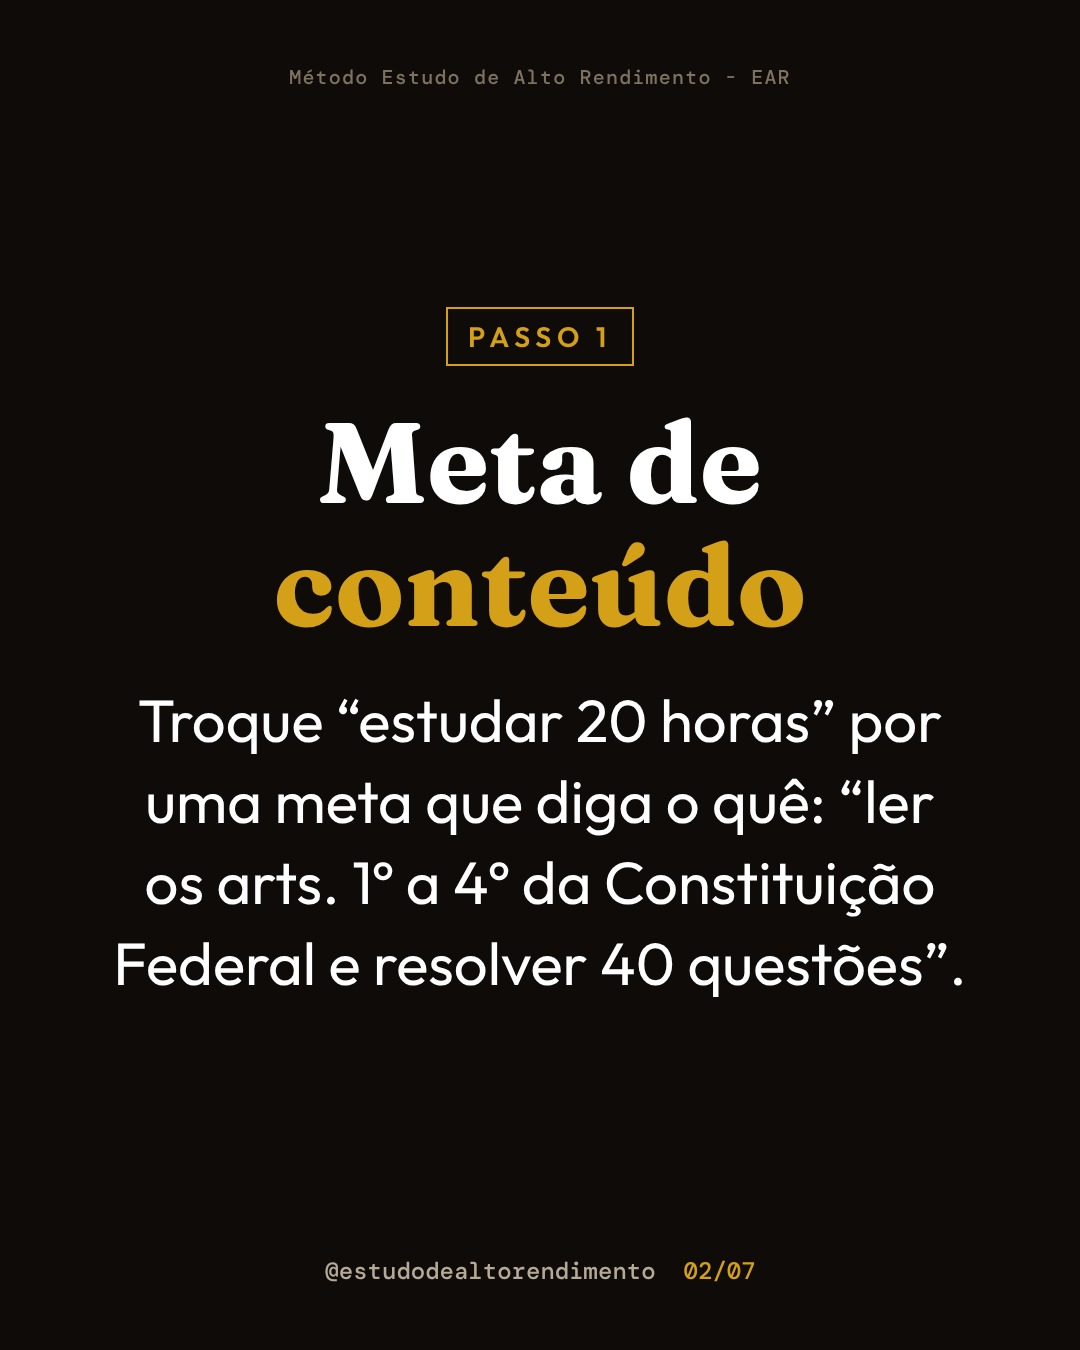 Método Estudo de Alto Rendimento - EAR
PASSO 1
Meta de
conteúdo
Troque “estudar 20 horas” por
uma meta que diga o quê: “ler
os arts. 1º a 4º da Constituição
Federal e resolver 40 questões”.
@estudodealtorendimento 02/07